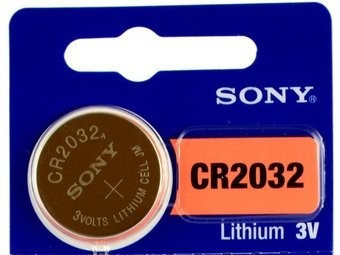 SONY®
CR2032
Lithium 3V
CR2032
SONY
+
3VOLTS LITHIUM CELL